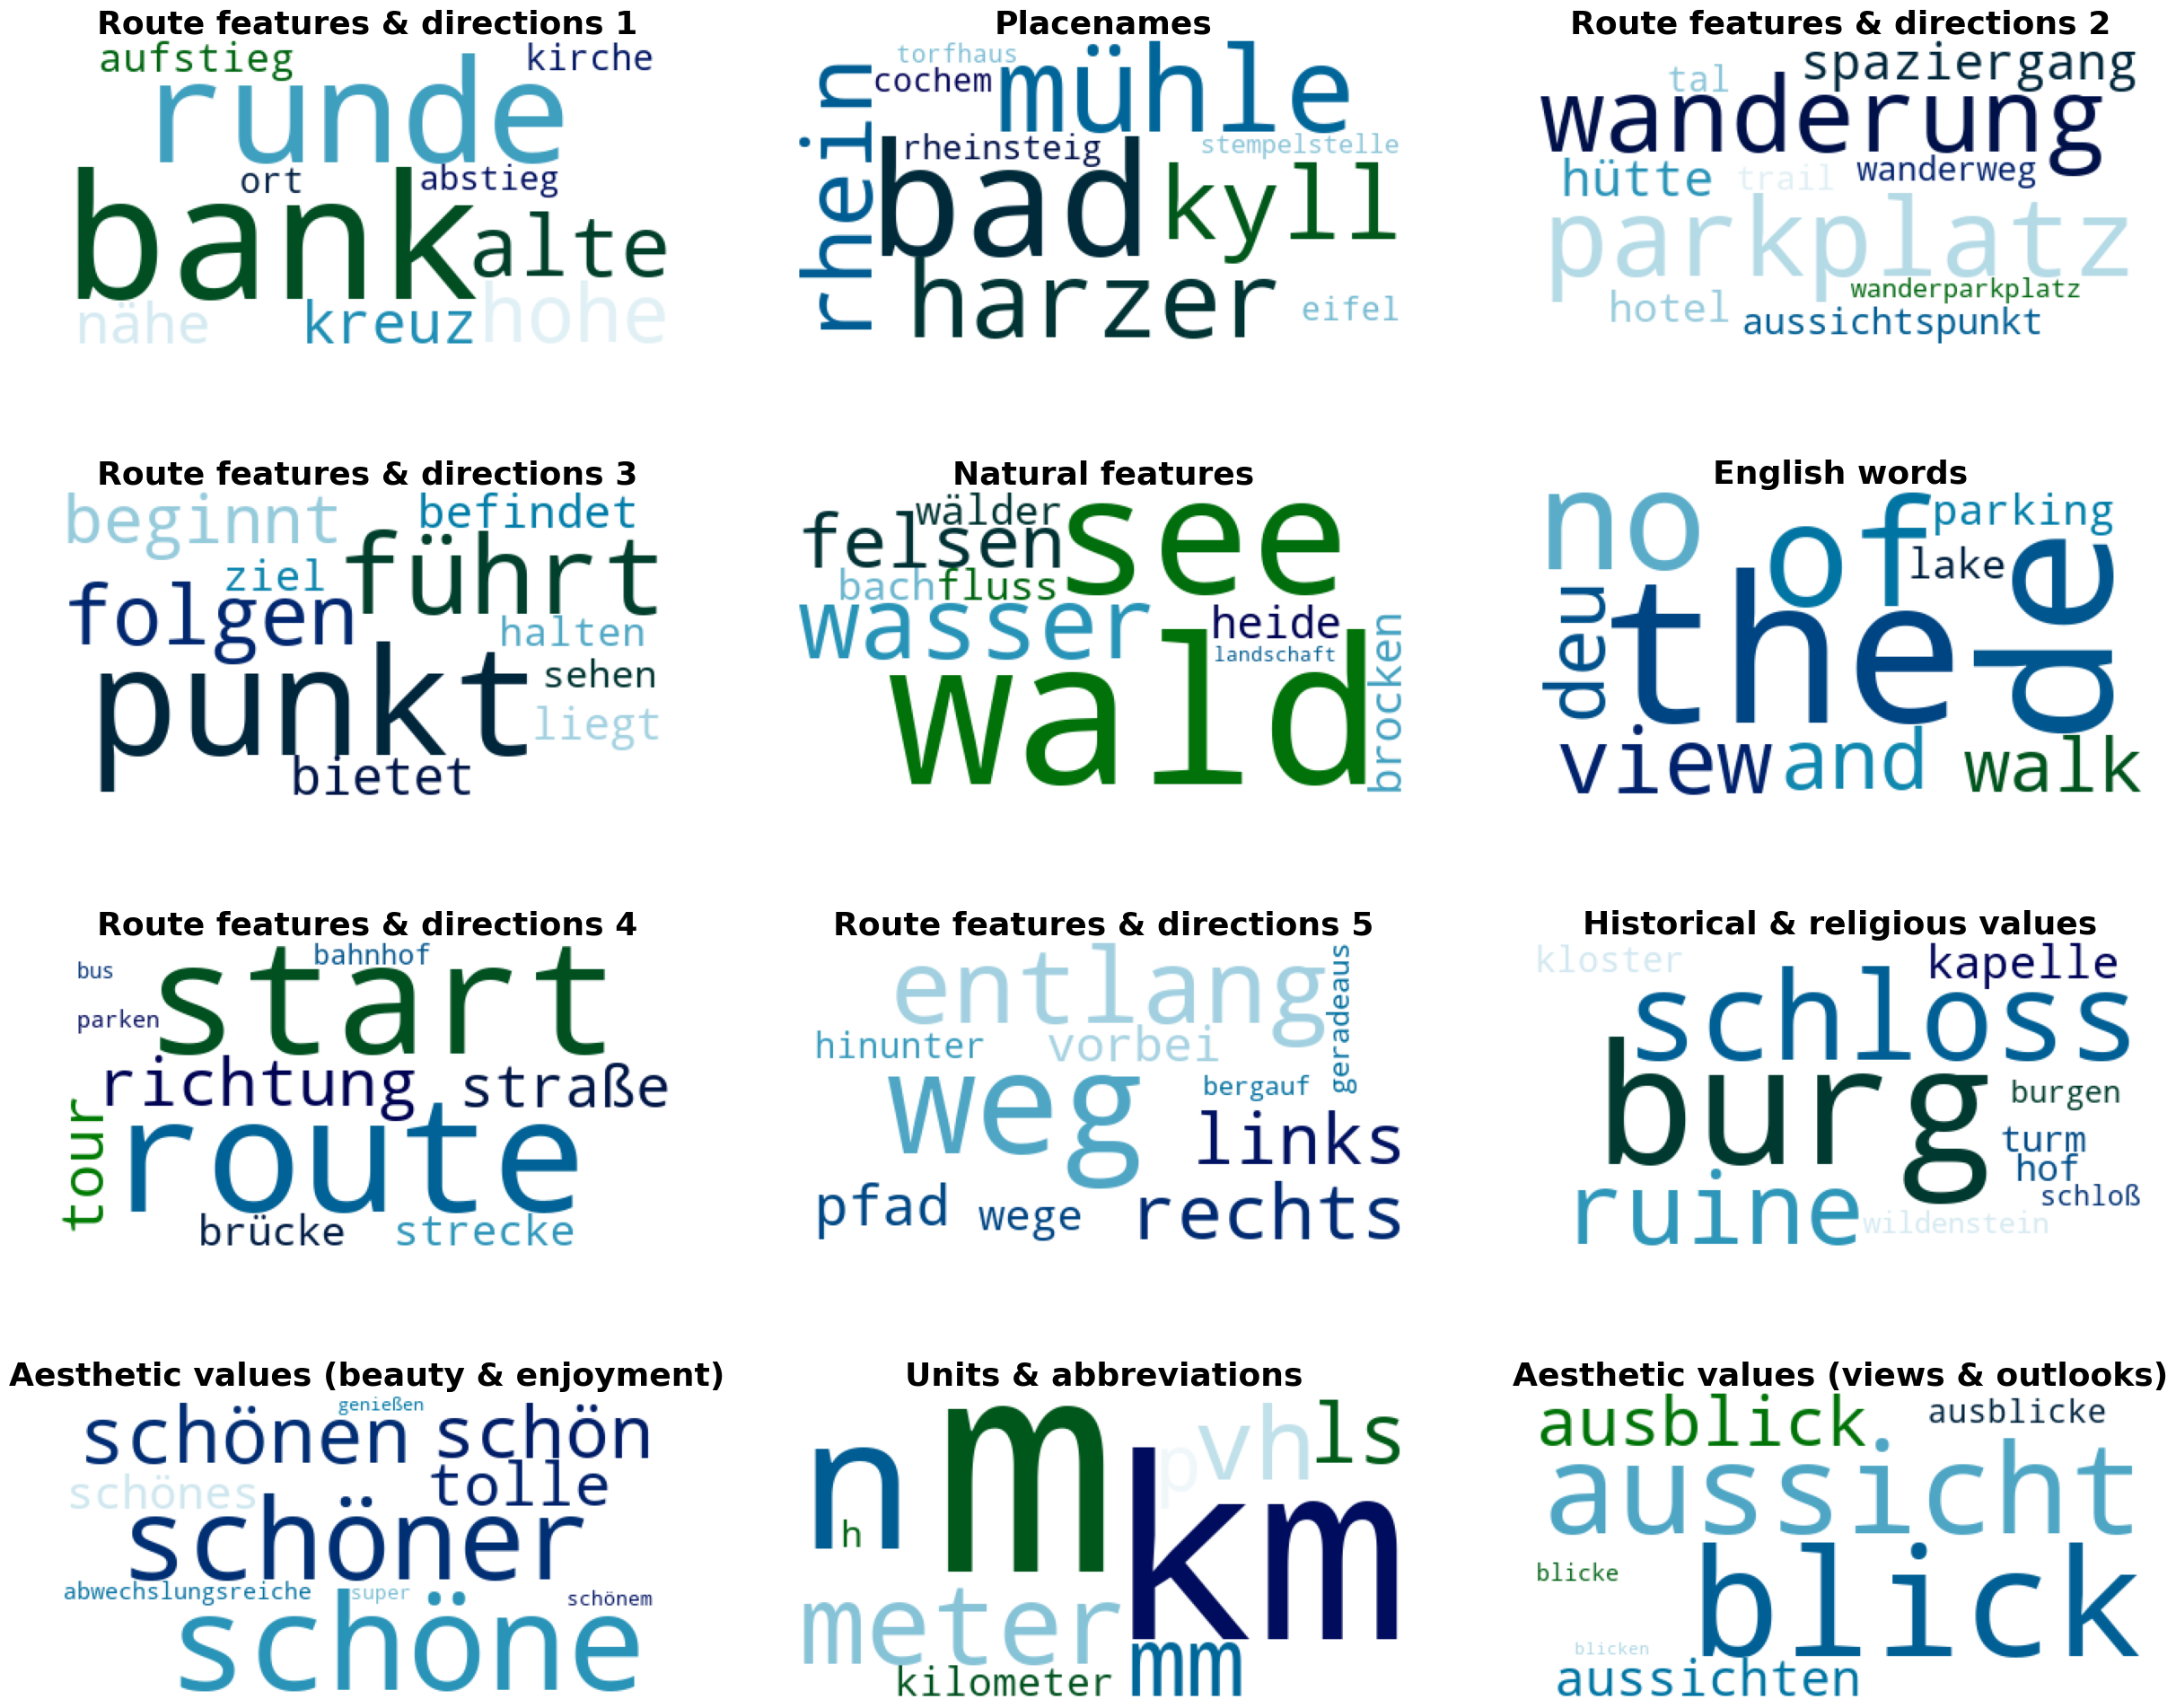 Route features & directions 1
aufstieg
kirche
runde
ort
abstieg
bank
alte
nähe
kreuz
hohe
Placenames
torfhaus
cochem
mühle
rhein
rheinsteig
stempelstelle
bad
kyll
harzer
eifel
Route features & directions 2
spaziergang
tal
wanderung
hütte
trail
wanderweg
parkplatz
wanderparkplatz
hotel
aussichtspunkt
Route features & directions 3
beginnt
befindet
führt
ziel
folgen
halten
sehen
punkt
liegt
bietet
Natural features
wälder
see
felsen
bach
fluss
wasser
heide
landschaft
brocken
wald
English words
no
of
parking
lake
de
deu
the
view
and
walk
Route features & directions 4
bahnhof
bus
start
parken
richtung
straße
tour
route
brücke
strecke
Route features & directions 5
entlang
geradeaus
hinunter
vorbei
weg
bergauf
links
pfad
wege
rechts
Historical & religious values
kloster
kapelle
schloss
burg
burgen
turm
hof
schloß
ruine
wildenstein
Aesthetic values (beauty & enjoyment)
genießen
schönen
schön
schönes
tolle
schöner
abwechslungsreiche
super
schönem
schöne
Units & abbreviations
n
h
m
p
vh
ls
km
meter
mm
kilometer
Aesthetic values (views & outlooks)
ausblick
ausblicke
aussicht
blicke
blick
blicken
aussichten